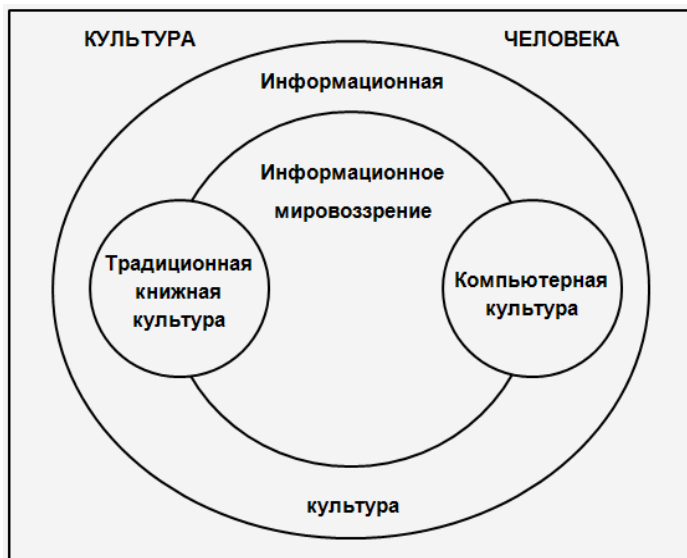 КУЛЬТУРА ЧЕЛОВЕКА
Информационная
Информационное
мировоззрение
Традиционная
книжная
культура
Компьютерная
культура
культура